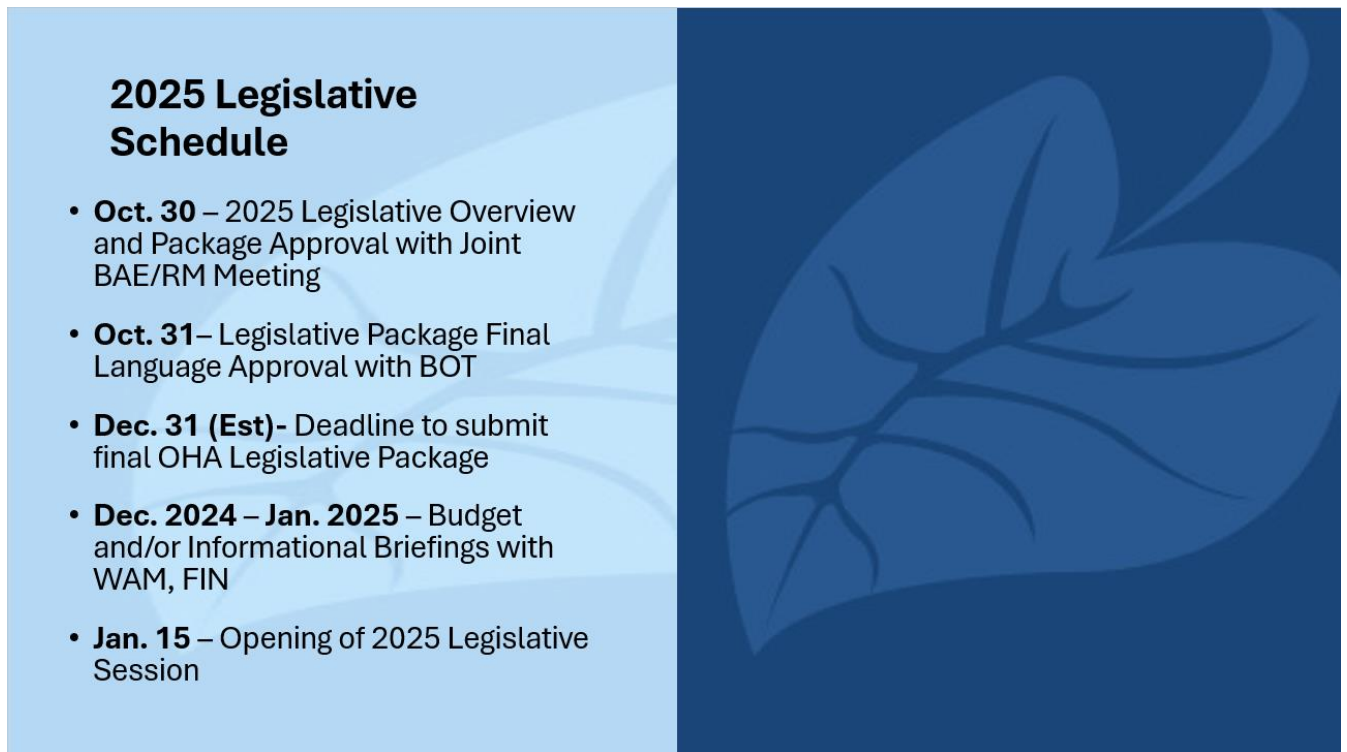 2025 Legislative
Schedule
• Oct. 30 – 2025 Legislative Overview
and Package Approval with Joint
BAE/RM Meeting
• Oct. 31– Legislative Package Final
Language Approval with BOT
• Dec. 31 (Est)- Deadline to submit
final OHA Legislative Package
• Dec. 2024 – Jan. 2025 – Budget
and/or Informational Briefings with
WAM, FIN
• Jan. 15 – Opening of 2025 Legislative
Session